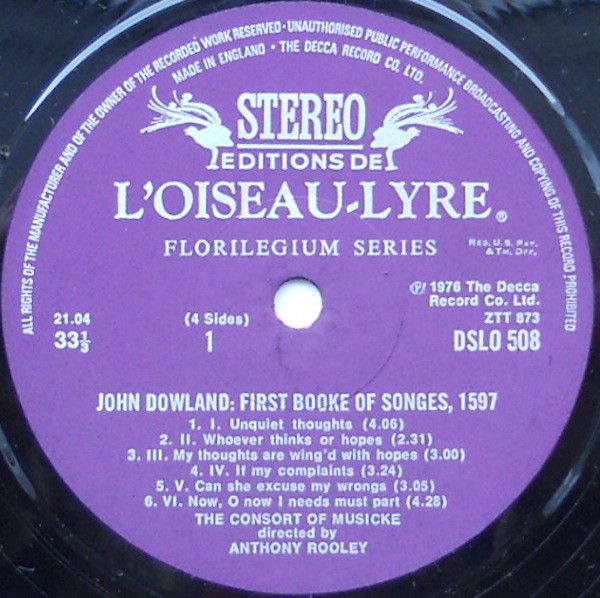 ALL RIGHTS OF THE MANUFACTURER AND OF THE OWNER OF THE RECORDED WORK RESERVED · UNAUTHORISED PUBLIC PERFORMANCE BROADCASTING AND COPYING OF THIS RECORD PROHIBITED
MADE IN ENGLAND · THE DECCA RECORD CO. LTD.
STEREO
EDITIONS DE
L'OISEAU-LYRE®
FLORILEGIUM SERIES
REG. U.S. PAT.
& TM. OFF.
℗ 1976 The Decca
Record Co. Ltd.
21.04 (4 Sides) ZTT 873
33⅓ 1 DSLO 508
JOHN DOWLAND: FIRST BOOKE OF SONGES, 1597
1. I. Unquiet thoughts (4.06)
2. II. Whoever thinks or hopes (2.31)
3. III. My thoughts are wing'd with hopes (3.00)
4. IV. If my complaints (3.24)
5. V. Can she excuse my wrongs (3.05)
6. VI. Now, O now I needs must part (4.28)
THE CONSORT OF MUSICKE
directed by
ANTHONY ROOLEY